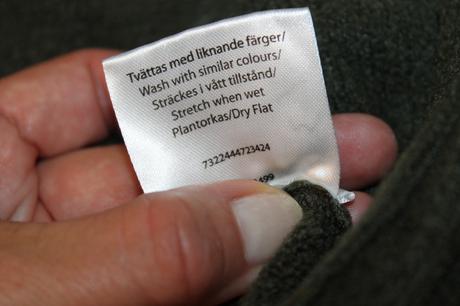 Tvättas med liknande färger/
Wash with similar colours/
Sträckes i vått tillstånd/
Stretch when wet
Plantorkas/Dry Flat
7322444723424